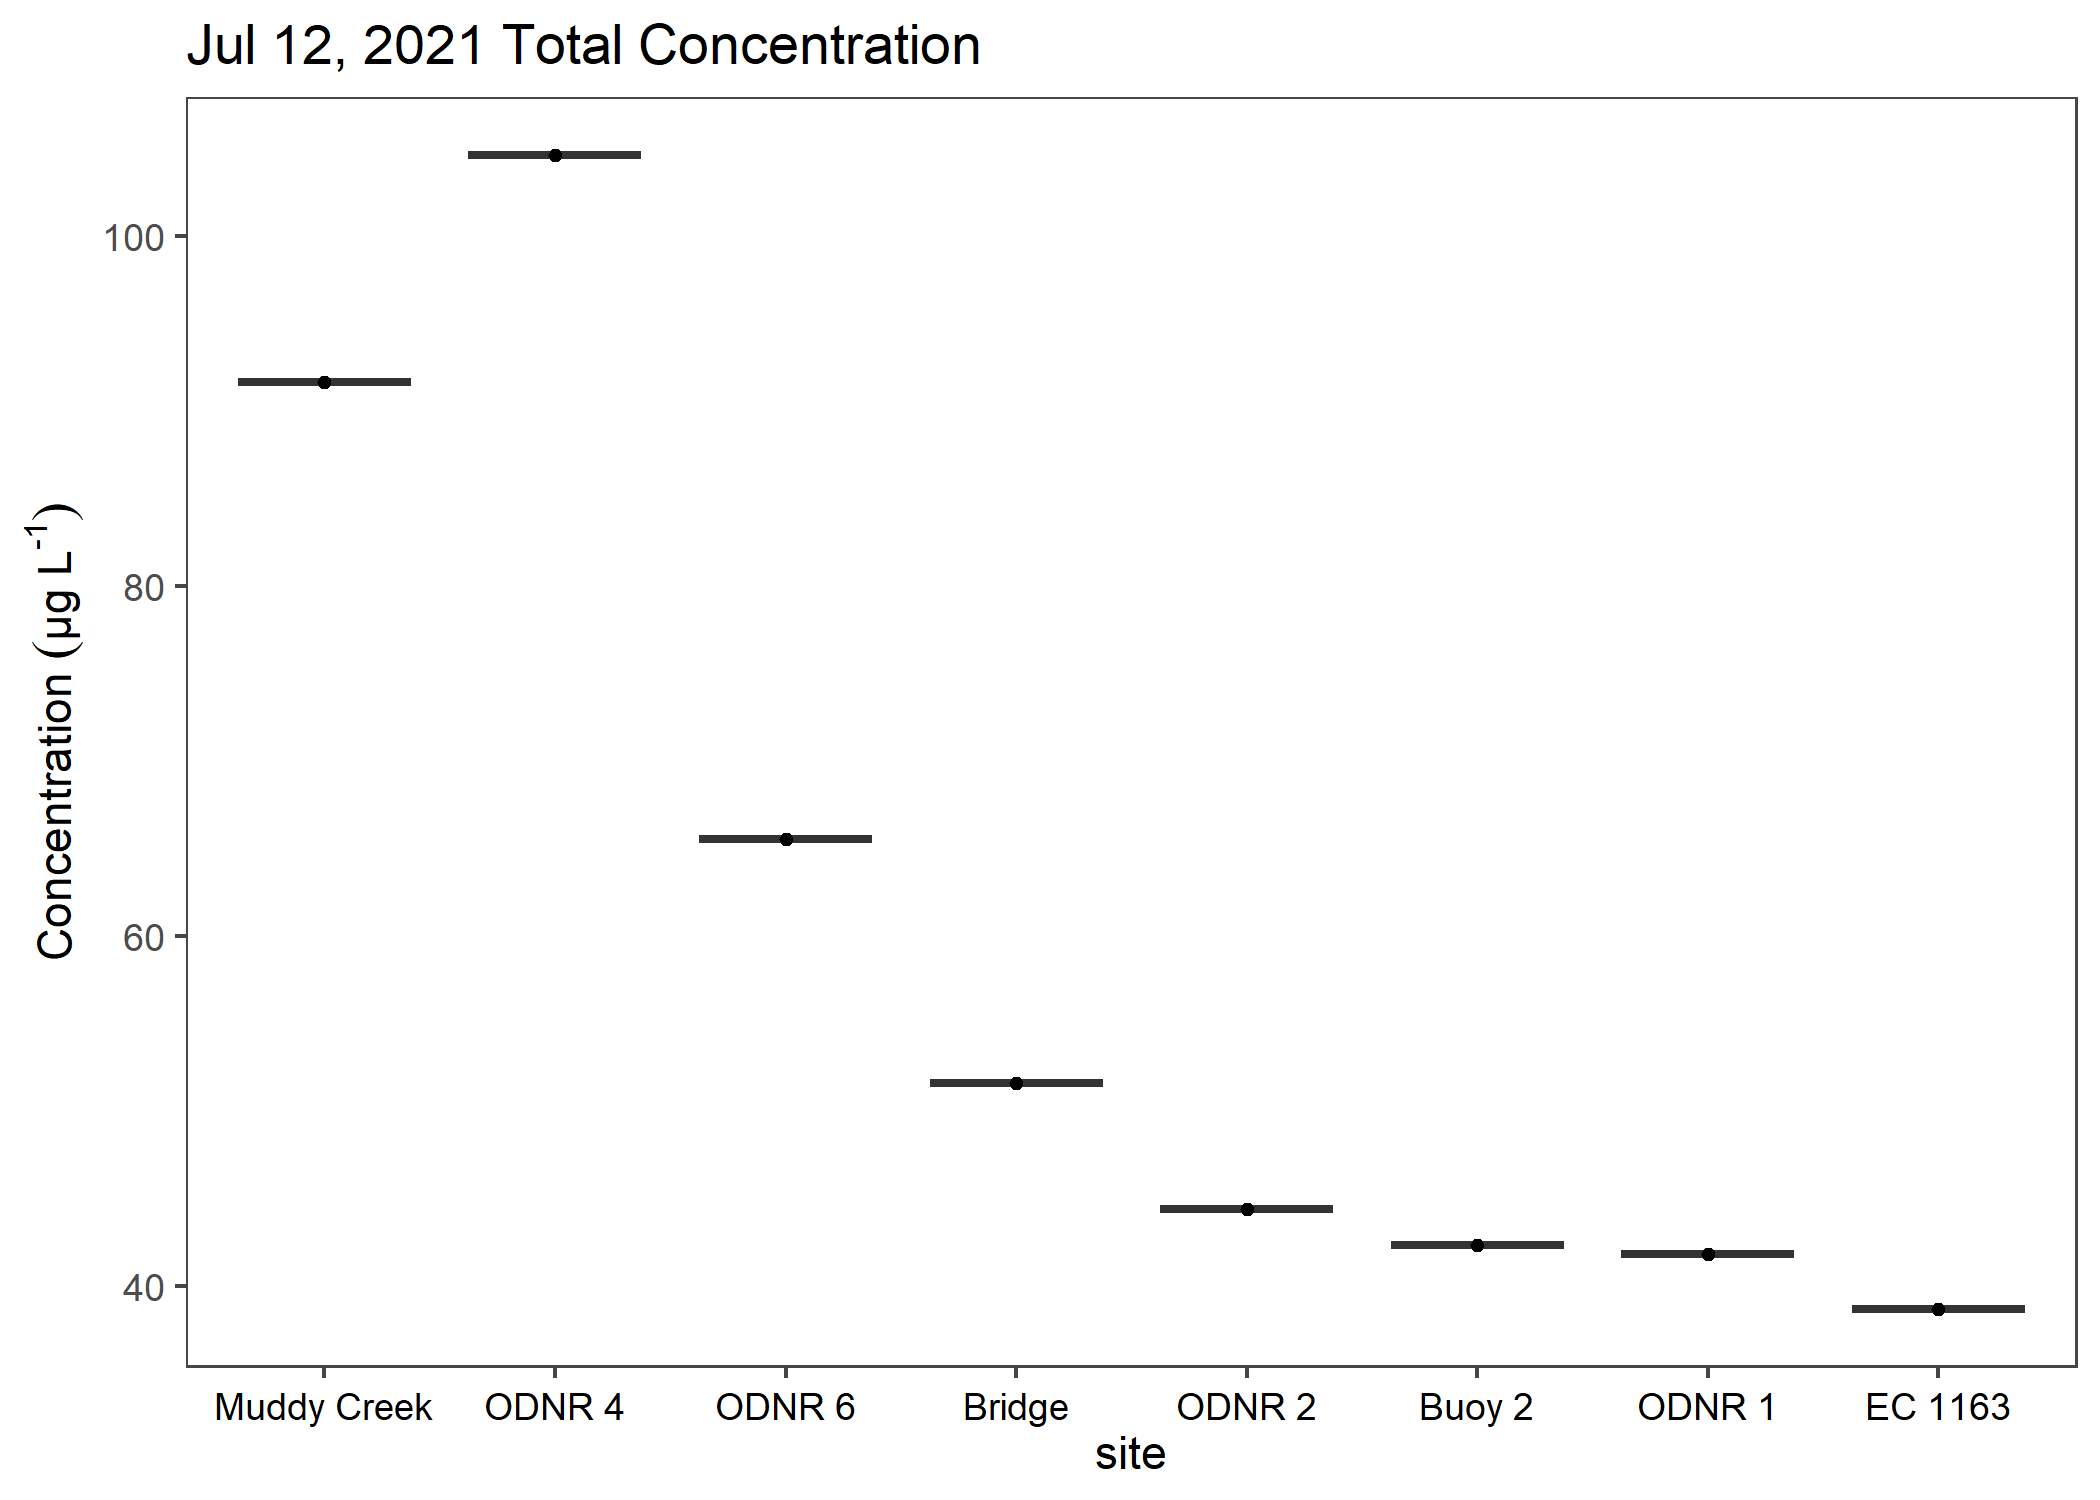 Jul 12, 2021 Total Concentration
Concentration (µg L⁻¹)
100
80
60
40
Muddy Creek
ODNR 4
ODNR 6
Bridge
ODNR 2
Buoy 2
ODNR 1
EC 1163
site